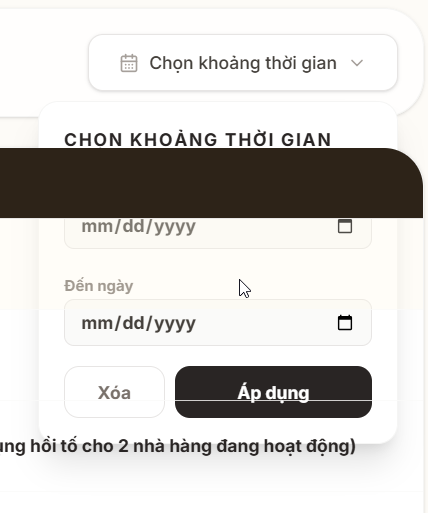 Chọn khoảng thời gian
CHỌN KHOẢNG THỜI GIAN
mm/dd/yyyy
Đến ngày
mm/dd/yyyy
Xóa
Áp dụng
hồi tố cho 2 nhà hàng đang hoạt động)